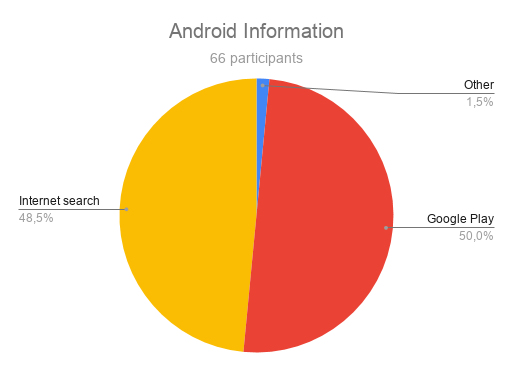 Android Information
66 participants
Other
1,5%
Internet search
48,5%
Google Play
50,0%